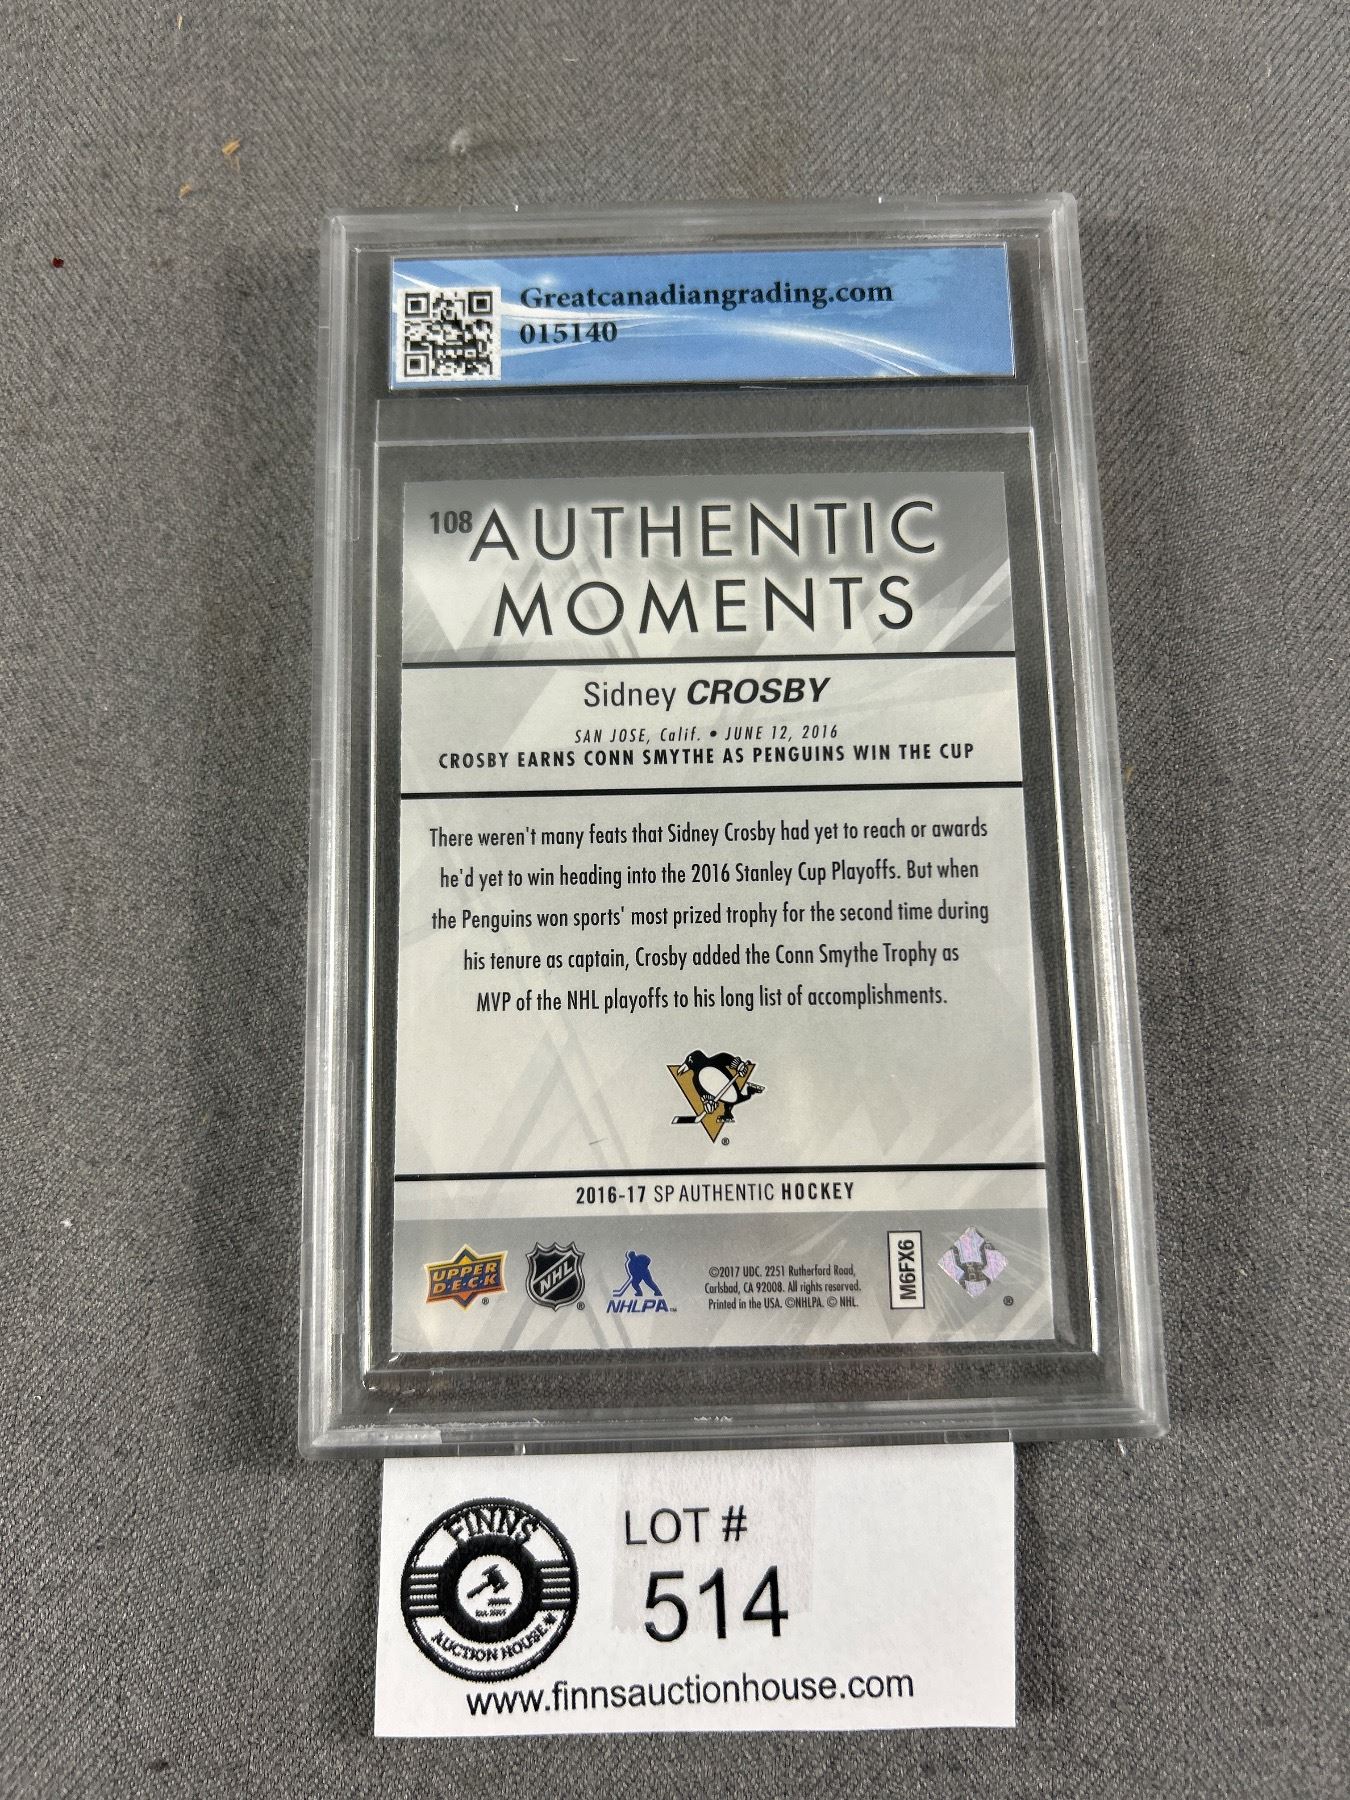 Greatcanadiangrading.com
015140
108
AUTHENTIC
MOMENTS
Sidney CROSBY
SAN JOSE, Calif. • JUNE 12, 2016
CROSBY EARNS CONN SMYTHE AS PENGUINS WIN THE CUP
There weren't many feats that Sidney Crosby had yet to reach or awards
he'd yet to win heading into the 2016 Stanley Cup Playoffs. But when
the Penguins won sports' most prized trophy for the second time during
his tenure as captain, Crosby added the Conn Smythe Trophy as
MVP of the NHL playoffs to his long list of accomplishments.
®
2016-17 SP AUTHENTIC HOCKEY
UPPER
D·E·C·K
®
NHL
®
NHLPA™
©2017 UDC. 2251 Rutherford Road,
Carlsbad, CA 92008. All rights reserved.
Printed in the USA. ©NHLPA. © NHL.
M6FX6
®
FINNS
AUCTION HOUSE
LOT #
514
www.finnsauctionhouse.com